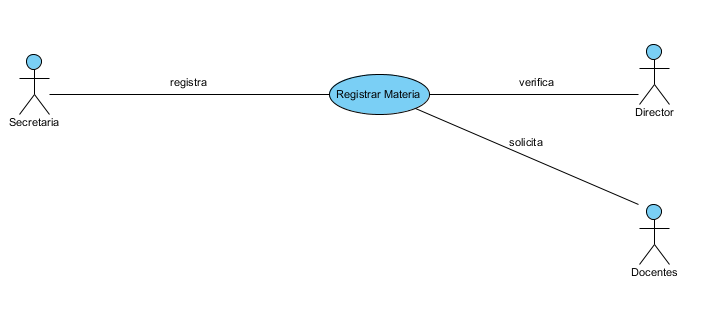 registra
verifica
Registrar Materia
Secretaria
Director
solicita
Docentes